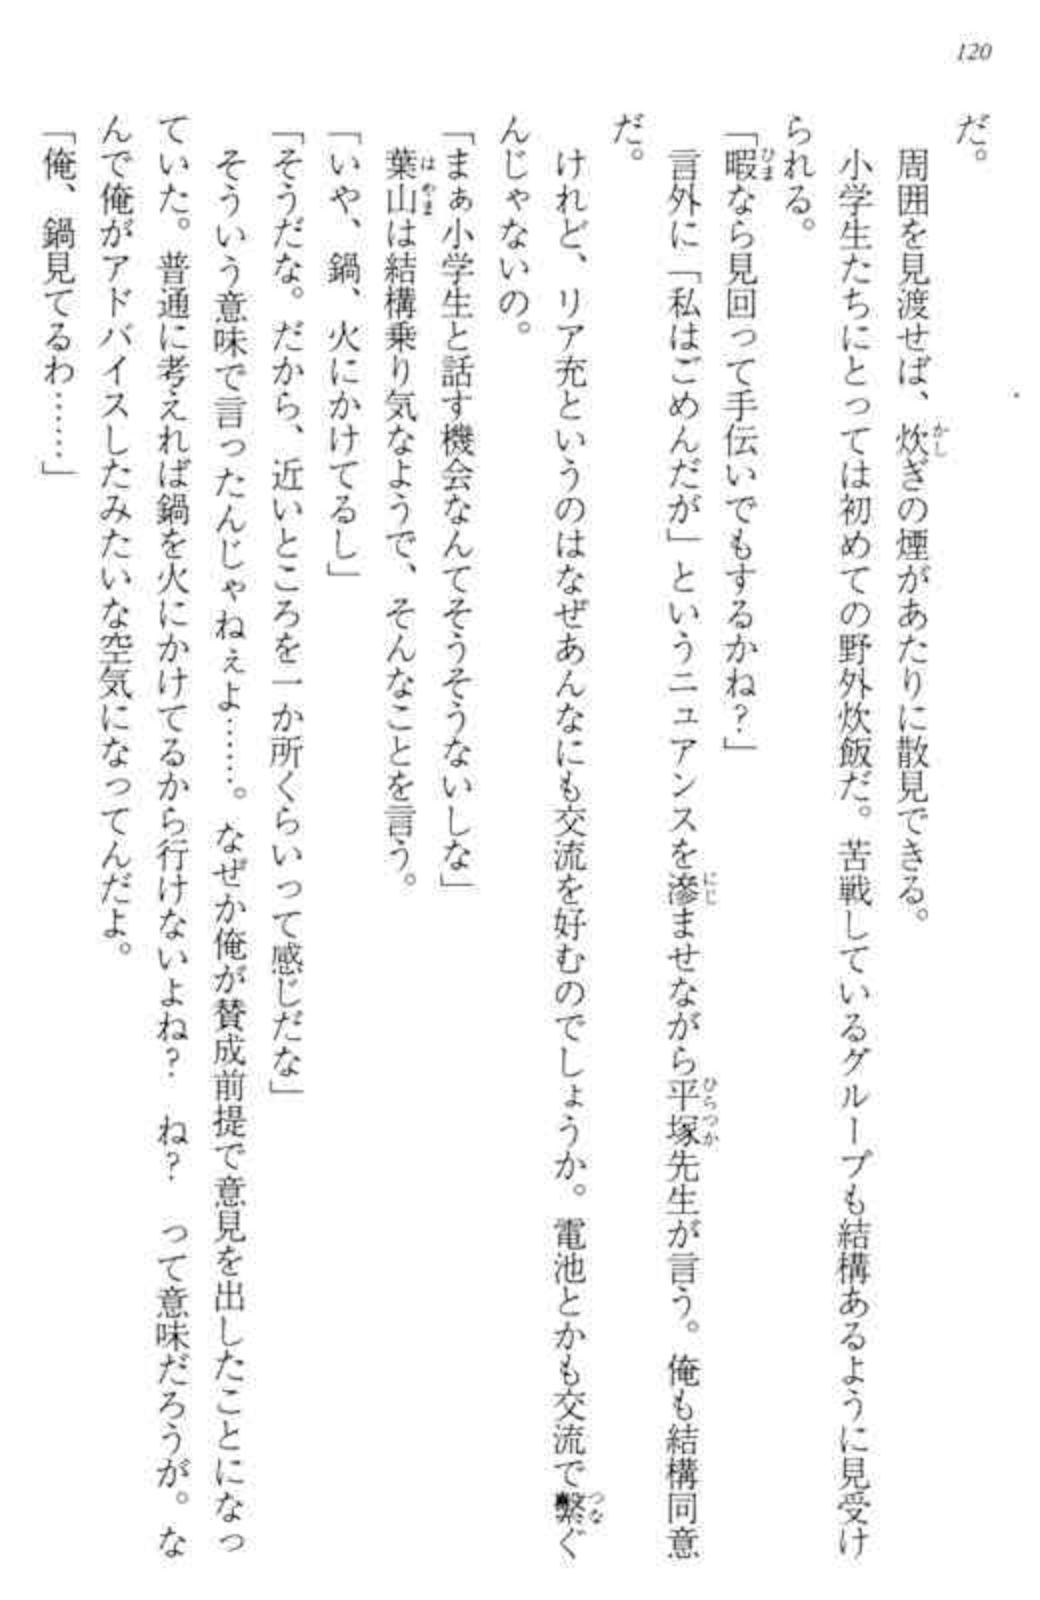 120
だ。
周囲を見渡せば、炊ぎの煙があたりに散見できる。
小学生たちにとっては初めての野外炊飯だ。苦戦しているグループも結構あるように見受け
られる。
「暇なら見回って手伝いでもするかね？」
言外に「私はごめんだが」というニュアンスを滲ませながら平塚先生が言う。俺も結構同意
だ。
けれど、リア充というのはなぜあんなにも交流を好むのでしょうか。電池とかも交流で繫ぐ
んじゃないの。
「まぁ小学生と話す機会なんてそうそうないしな」
葉山は結構乗り気なようで、そんなことを言う。
「いや、鍋、火にかけてるし」
「そうだな。だから、近いところを一か所くらいって感じだな」
そういう意味で言ったんじゃねぇよ……。なぜか俺が賛成前提で意見を出したことになっ
ていた。普通に考えれば鍋を火にかけてるから行けないよね？　ね？　って意味だろうが。な
んで俺がアドバイスしたみたいな空気になってんだよ。
「俺、鍋見てるわ……」